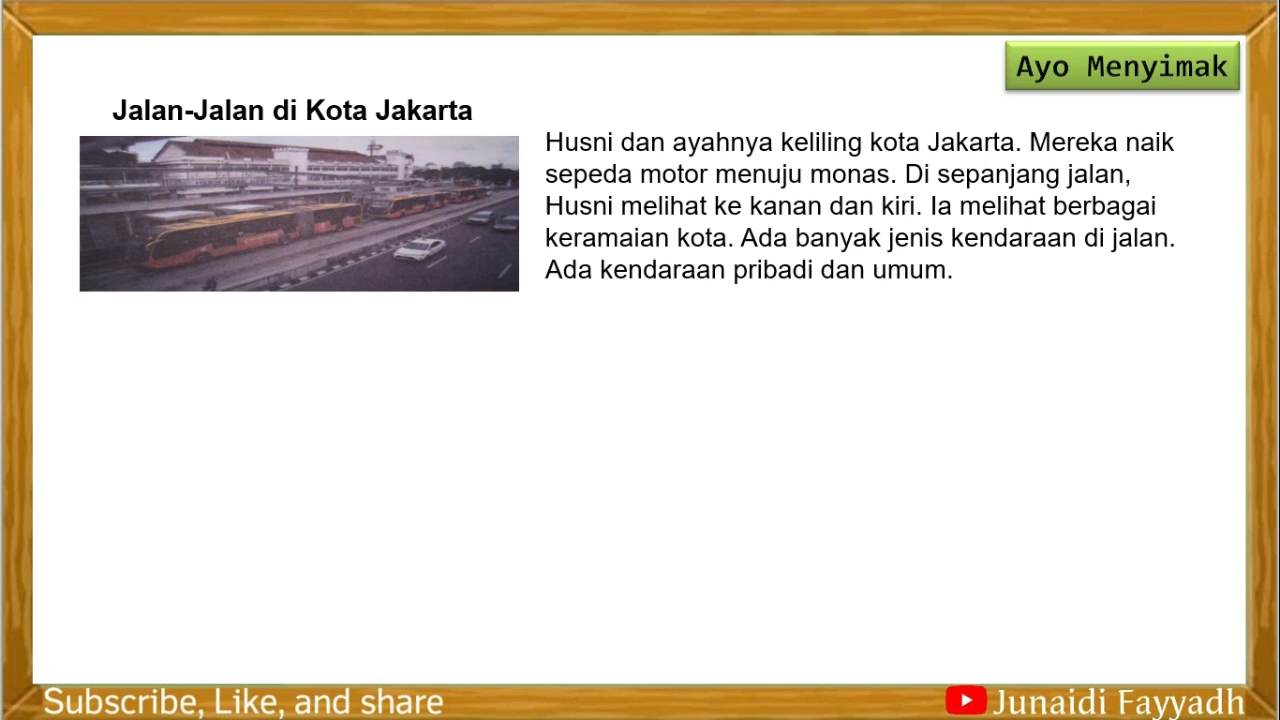 Ayo Menyimak
Jalan-Jalan di Kota Jakarta
Husni dan ayahnya keliling kota Jakarta. Mereka naik
sepeda motor menuju monas. Di sepanjang jalan,
Husni melihat ke kanan dan kiri. Ia melihat berbagai
keramaian kota. Ada banyak jenis kendaraan di jalan.
Ada kendaraan pribadi dan umum.
Subscribe, Like, and share
Junaidi Fayyadh